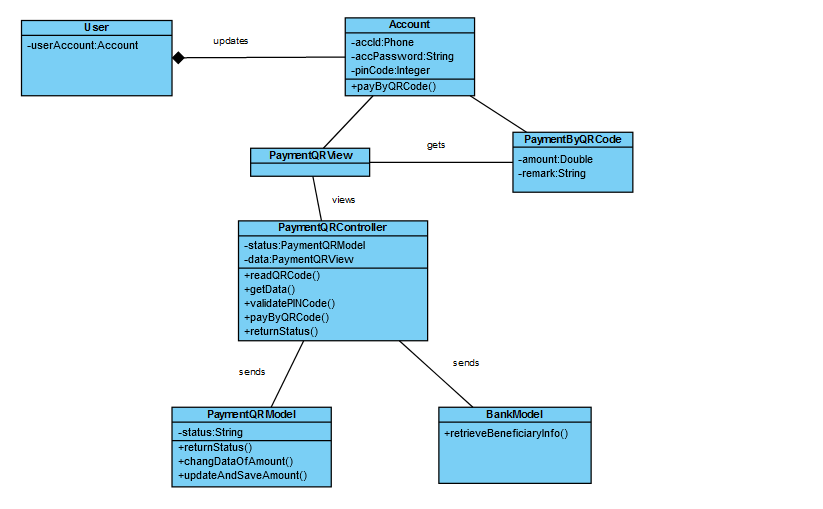 User
-userAccount:Account
updates
Account
-accId:Phone
-accPassword:String
-pinCode:Integer
+payByQRCode()
PaymentQRView
gets
PaymentByQRCode
-amount:Double
-remark:String
views
PaymentQRController
-status:PaymentQRModel
-data:PaymentQRView
+readQRCode()
+getData()
+validatePINCode()
+payByQRCode()
+returnStatus()
sends
sends
PaymentQRModel
-status:String
+returnStatus()
+changDataOfAmount()
+updateAndSaveAmount()
BankModel
+retrieveBeneficiaryInfo()